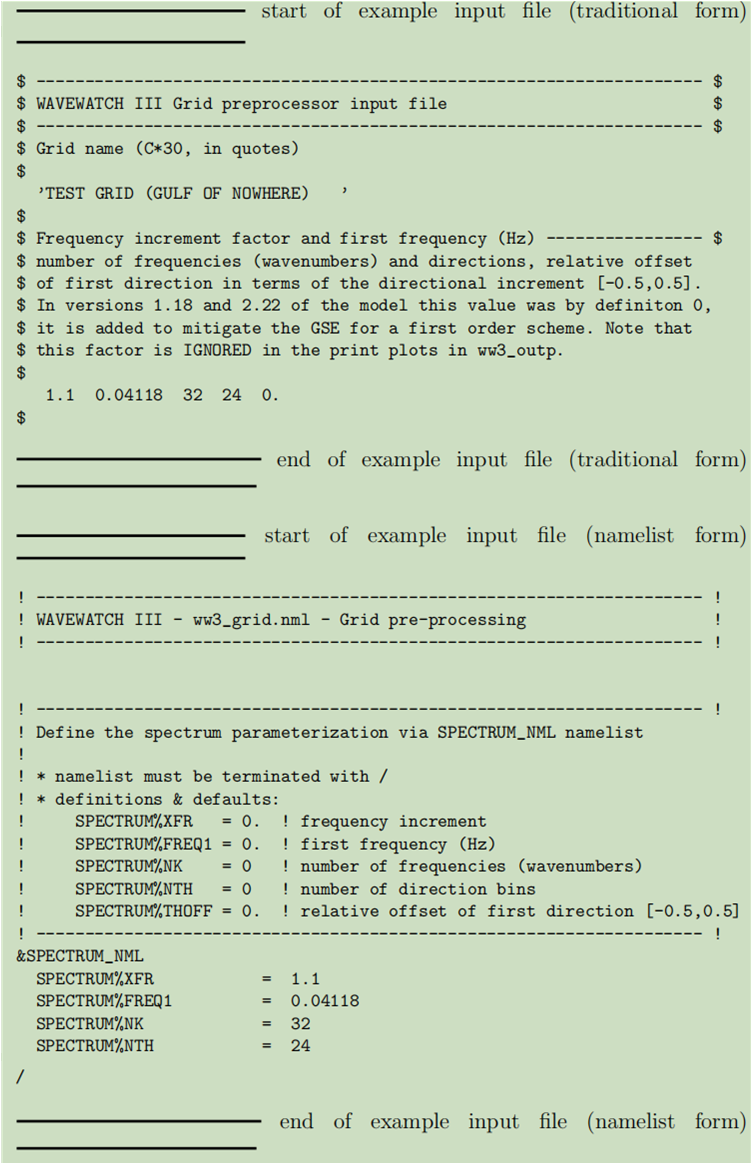 start of example input file (traditional form)
$ -------------------------------------------------------------------- $
$ WAVEWATCH III Grid preprocessor input file                           $
$ -------------------------------------------------------------------- $
$ Grid name (C*30, in quotes)
$
  'TEST GRID (GULF OF NOWHERE)   '
$
$ Frequency increment factor and first frequency (Hz) ---------------- $
$ number of frequencies (wavenumbers) and directions, relative offset
$ of first direction in terms of the directional increment [-0.5,0.5].
$ In versions 1.18 and 2.22 of the model this value was by definiton 0,
$ it is added to mitigate the GSE for a first order scheme. Note that
$ this factor is IGNORED in the print plots in ww3_outp.
$
   1.1  0.04118  32  24  0.
$
end of example input file (traditional form)
start of example input file (namelist form)
! -------------------------------------------------------------------- !
! WAVEWATCH III - ww3_grid.nml - Grid pre-processing                   !
! -------------------------------------------------------------------- !
! -------------------------------------------------------------------- !
! Define the spectrum parameterization via SPECTRUM_NML namelist
!
! * namelist must be terminated with /
! * definitions & defaults:
!     SPECTRUM%XFR   = 0.  ! frequency increment
!     SPECTRUM%FREQ1 = 0.  ! first frequency (Hz)
!     SPECTRUM%NK    = 0   ! number of frequencies (wavenumbers)
!     SPECTRUM%NTH   = 0   ! number of direction bins
!     SPECTRUM%THOFF = 0.  ! relative offset of first direction [-0.5,0.5]
! -------------------------------------------------------------------- !
&SPECTRUM_NML
  SPECTRUM%XFR           =  1.1
  SPECTRUM%FREQ1         =  0.04118
  SPECTRUM%NK            =  32
  SPECTRUM%NTH           =  24
/
end of example input file (namelist form)